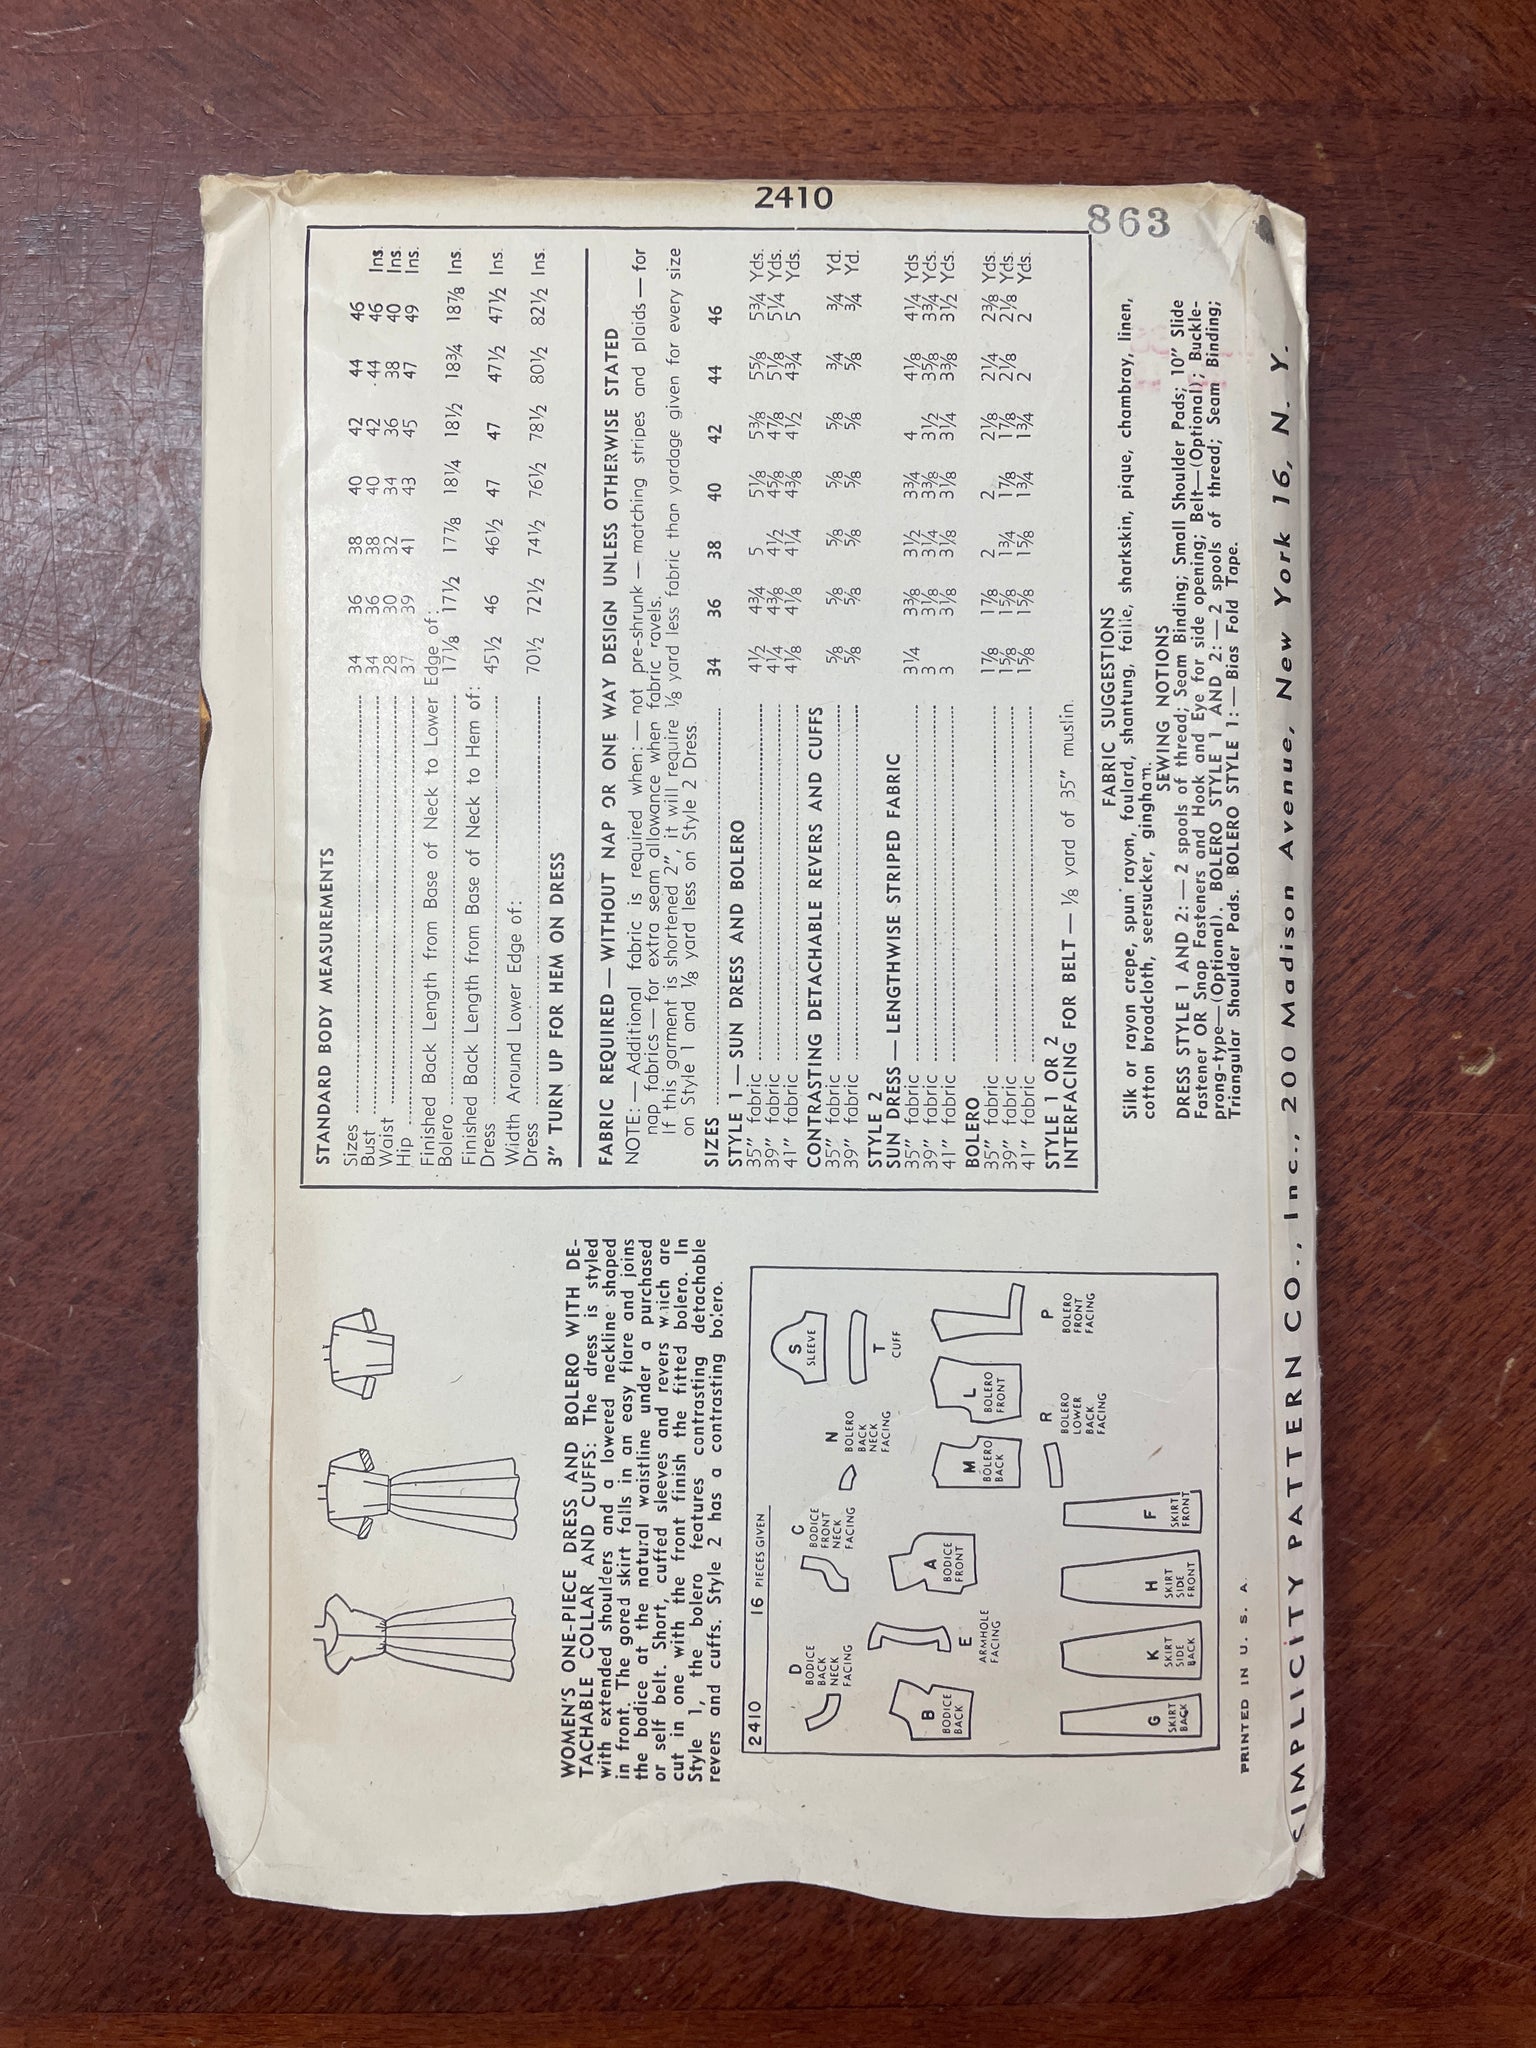 2410
863
WOMEN'S ONE-PIECE DRESS AND BOLERO WITH DE-
TACHABLE COLLAR AND CUFFS: The dress is styled
with extended shoulders and a lowered neckline shaped
in front. The gored skirt falls in an easy flare and joins
the bodice at the natural waistline under a purchased
or self belt. Short, cuffed sleeves and revers which are
cut in one with the front finish the fitted bolero. In
Style 1, the bolero features contrasting detachable
revers and cuffs. Style 2 has a contrasting bolero.
2410 16 PIECES GIVEN
D
BODICE
BACK
NECK
FACING
C
BODICE
FRONT
NECK
FACING
N
BOLERO
BACK
NECK
FACING
S
SLEEVE
T
CUFF
B
BODICE
BACK
E
ARMHOLE
FACING
A
BODICE
FRONT
M
BOLERO
BACK
L
BOLERO
FRONT
P
BOLERO
FRONT
FACING
R
BOLERO
LOWER
BACK
FACING
G
SKIRT
BACK
K
SKIRT
SIDE
BACK
H
SKIRT
SIDE
FRONT
F
SKIRT
FRONT
PRINTED IN U. S. A.
STANDARD BODY MEASUREMENTS
Sizes 34 36 38 40 42 44 46
Bust 34 36 38 40 42 44 46 Ins.
Waist 28 30 32 34 36 38 40 Ins.
Hip 37 39 41 43 45 47 49 Ins.
Finished Back Length from Base of Neck to Lower Edge of:
Bolero 17⅛ 17½ 17⅞ 18¼ 18½ 18¾ 18⅞ Ins.
Finished Back Length from Base of Neck to Hem of:
Dress 45½ 46 46½ 47 47 47½ 47½ Ins.
Width Around Lower Edge of:
Dress 70½ 72½ 74½ 76½ 78½ 80½ 82½ Ins.
3" TURN UP FOR HEM ON DRESS
FABRIC REQUIRED — WITHOUT NAP OR ONE WAY DESIGN UNLESS OTHERWISE STATED
NOTE: — Additional fabric is required when: — not pre-shrunk — matching stripes and plaids — for
nap fabrics — for extra seam allowance when fabric ravels.
If this garment is shortened 2", it will require ⅛ yard less fabric than yardage given for every size
on Style 1 and ⅛ yard less on Style 2 Dress.
SIZES 34 36 38 40 42 44 46
STYLE 1 — SUN DRESS AND BOLERO
35" fabric 4½ 4¾ 5 5⅛ 5⅜ 5⅝ 5¾ Yds.
39" fabric 4¼ 4⅜ 4½ 4⅝ 4⅞ 5⅛ 5¼ Yds.
41" fabric 4⅛ 4⅛ 4¼ 4⅜ 4½ 4¾ 5 Yds.
CONTRASTING DETACHABLE REVERS AND CUFFS
35" fabric ⅝ ⅝ ⅝ ⅝ ⅝ ¾ ¾ Yd.
39" fabric ⅝ ⅝ ⅝ ⅝ ⅝ ⅝ ¾ Yd.
STYLE 2
SUN DRESS — LENGTHWISE STRIPED FABRIC
35" fabric 3¼ 3⅜ 3½ 3¾ 4 4⅛ 4¼ Yds
39" fabric 3 3⅛ 3¼ 3⅜ 3½ 3⅝ 3¾ Yds.
41" fabric 3 3⅛ 3⅛ 3⅛ 3¼ 3⅜ 3½ Yds.
BOLERO
35" fabric 1⅞ 1⅞ 2 2 2⅛ 2¼ 2⅜ Yds.
39" fabric 1⅝ 1⅝ 1¾ 1⅞ 1⅞ 2⅛ 2⅛ Yds.
41" fabric 1⅝ 1⅝ 1⅝ 1¾ 1¾ 2 2 Yds.
STYLE 1 OR 2
INTERFACING FOR BELT — ⅛ yard of 35" muslin.
FABRIC SUGGESTIONS
Silk or rayon crepe, spun rayon, foulard, shantung, faille, sharkskin, pique, chambray, linen,
cotton broadcloth, seersucker, gingham.
SEWING NOTIONS
DRESS STYLE 1 AND 2: — 2 spools of thread; Seam Binding; Small Shoulder Pads; 10" Slide
Fastener OR Snap Fasteners and Hook and Eye for side opening; Belt—(Optional); Buckle-
prong-type—(Optional). BOLERO STYLE 1 AND 2: — 2 spools of thread; Seam Binding;
Triangular Shoulder Pads. BOLERO STYLE 1: — Bias Fold Tape.
SIMPLICITY PATTERN CO., Inc., 200 Madison Avenue, New York 16, N. Y.